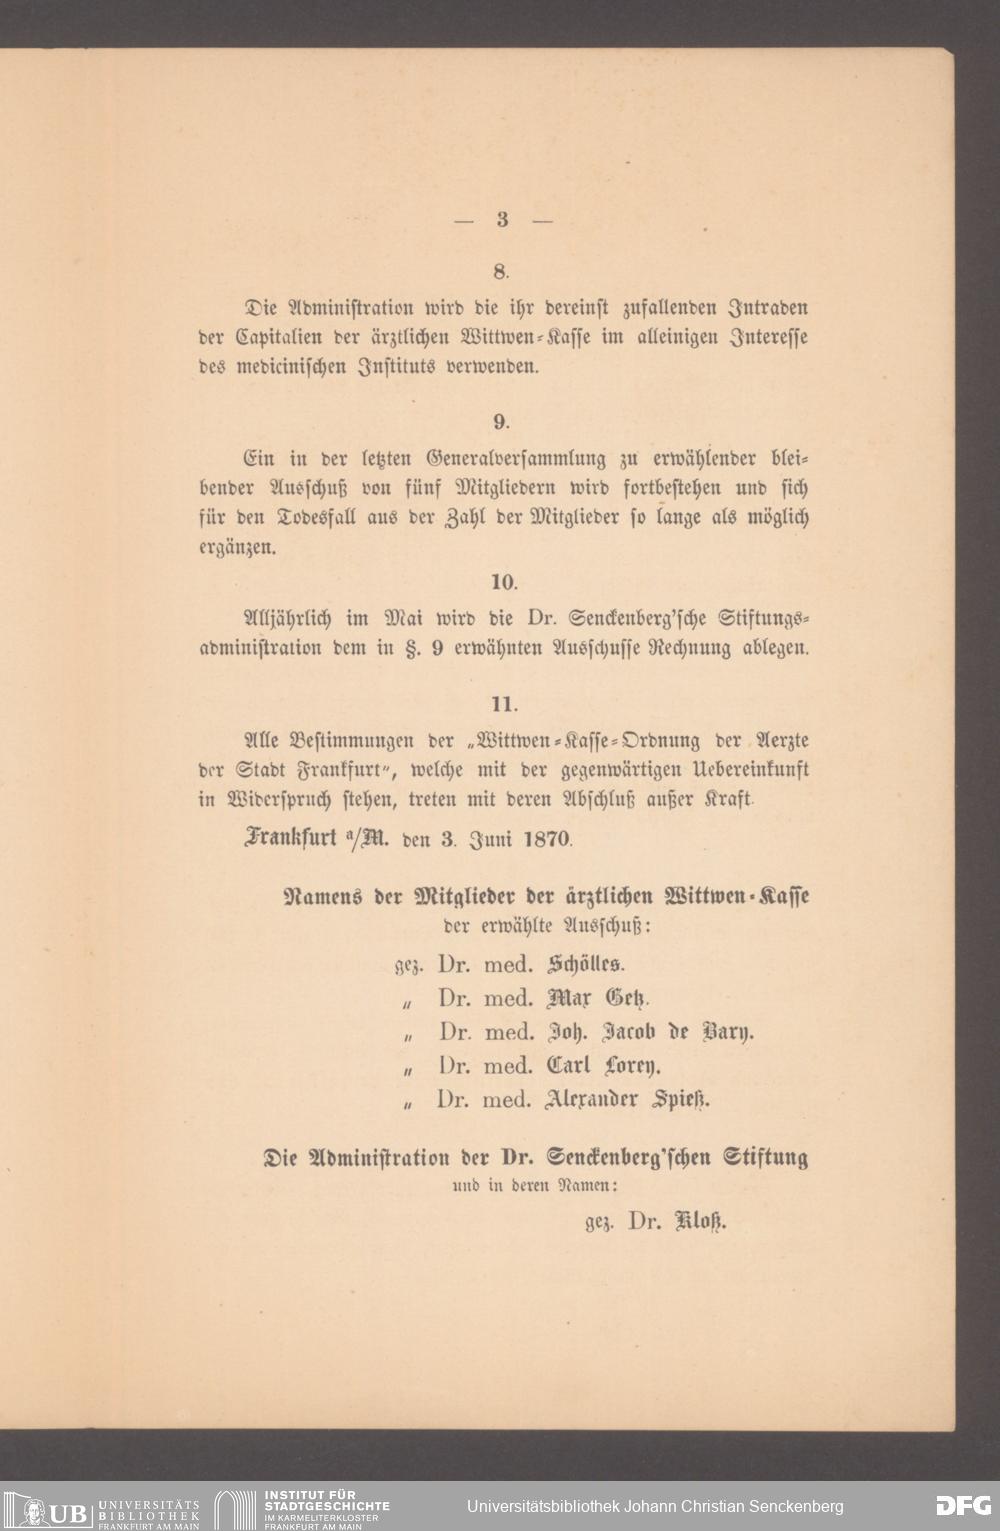 — 3 —
8.
Die Administration wird die ihr dereinst zufallenden Intraden
der Capitalien der ärztlichen Wittwen-Kasse im alleinigen Interesse
des medicinischen Instituts verwenden.
9.
Ein in der letzten Generalversammlung zu erwählender blei-
bender Ausschuß von fünf Mitgliedern wird fortbestehen und sich
für den Todesfall aus der Zahl der Mitglieder so lange als möglich
ergänzen.
10.
Alljährlich im Mai wird die Dr. Senckenberg'sche Stiftungs-
administration dem in §. 9 erwähnten Ausschusse Rechnung ablegen.
11.
Alle Bestimmungen der „Wittwen-Kasse-Ordnung der Aerzte
der Stadt Frankfurt", welche mit der gegenwärtigen Uebereinkunft
in Widerspruch stehen, treten mit deren Abschluß außer Kraft.
Frankfurt a/M. den 3. Juni 1870.
Namens der Mitglieder der ärztlichen Wittwen-Kasse
der erwählte Ausschuß:
gez. Dr. med. Schölles.
„ Dr. med. Max Getz.
„ Dr. med. Joh. Jacob de Bary.
„ Dr. med. Carl Lorey.
„ Dr. med. Alexander Spieß.
Die Administration der Dr. Senckenberg'schen Stiftung
und in deren Namen:
gez. Dr. Kloß.
UB UNIVERSITÄTS
BIBLIOTHEK
FRANKFURT AM MAIN
INSTITUT FÜR
STADTGESCHICHTE
IM KARMELITERKLOSTER
FRANKFURT AM MAIN
Universitätsbibliothek Johann Christian Senckenberg
DFG